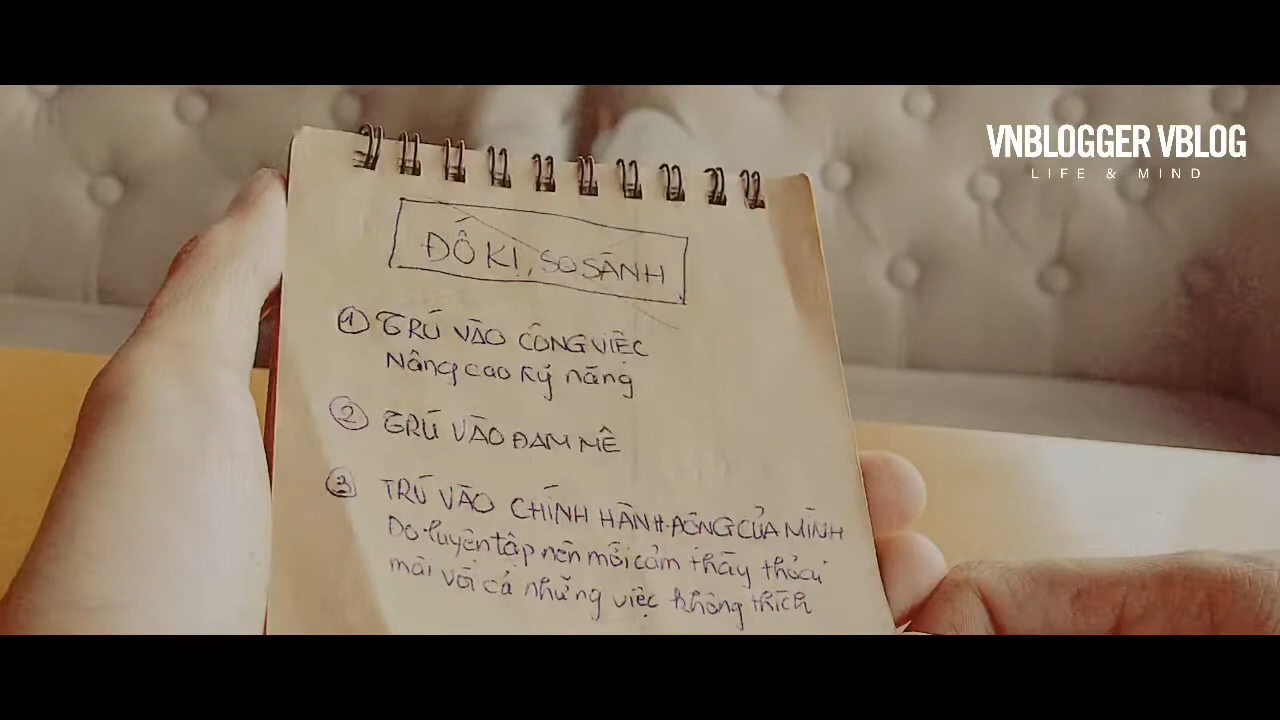 VNBLOGGER VBLOG
LIFE & MIND
ĐỐ KỊ, SO SÁNH
1 TRÚ VÀO CÔNG VIỆC
Nâng cao kỹ năng
2 TRÚ VÀO ĐAM MÊ
3 TRÚ VÀO CHÍNH HÀNH ĐỘNG CỦA MÌNH
Do luyện tập nên mới cảm thấy thoải
mái với cả những việc không thích